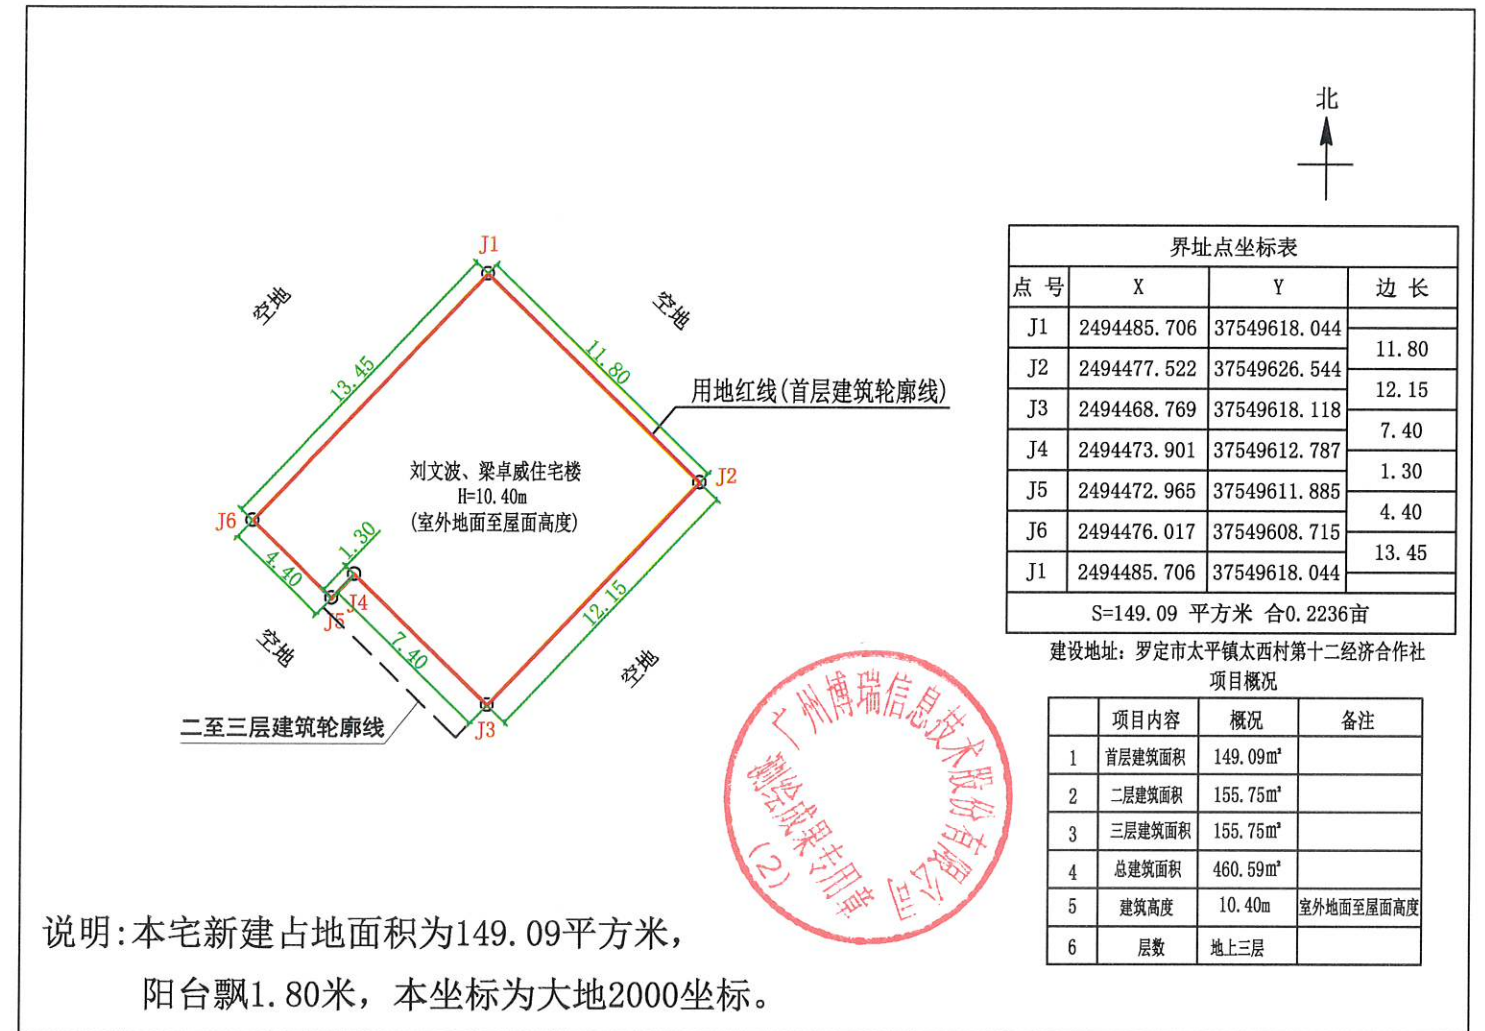 北
J1
空地
空地
13.45
11.80
用地红线(首层建筑轮廓线)
刘文波、梁卓威住宅楼
H=10.40m
(室外地面至屋面高度)
J2
J6
1.30
4.40
J4
J5
12.15
7.40
空地
空地
J3
二至三层建筑轮廓线
界址点坐标表
点 号 X Y 边 长
J1 2494485.706 37549618.044
11.80
J2 2494477.522 37549626.544
12.15
J3 2494468.769 37549618.118
7.40
J4 2494473.901 37549612.787
1.30
J5 2494472.965 37549611.885
4.40
J6 2494476.017 37549608.715
13.45
J1 2494485.706 37549618.044
S=149.09 平方米 合0.2236亩
建设地址: 罗定市太平镇太西村第十二经济合作社
项目概况
项目内容 概况 备注
1 首层建筑面积 149.09m²
2 二层建筑面积 155.75m²
3 三层建筑面积 155.75m²
4 总建筑面积 460.59m²
5 建筑高度 10.40m 室外地面至屋面高度
6 层数 地上三层
广州博瑞信息技术股份有限公司
测绘成果专用章
(2)
说明:本宅新建占地面积为149.09平方米，
阳台飘1.80米，本坐标为大地2000坐标。